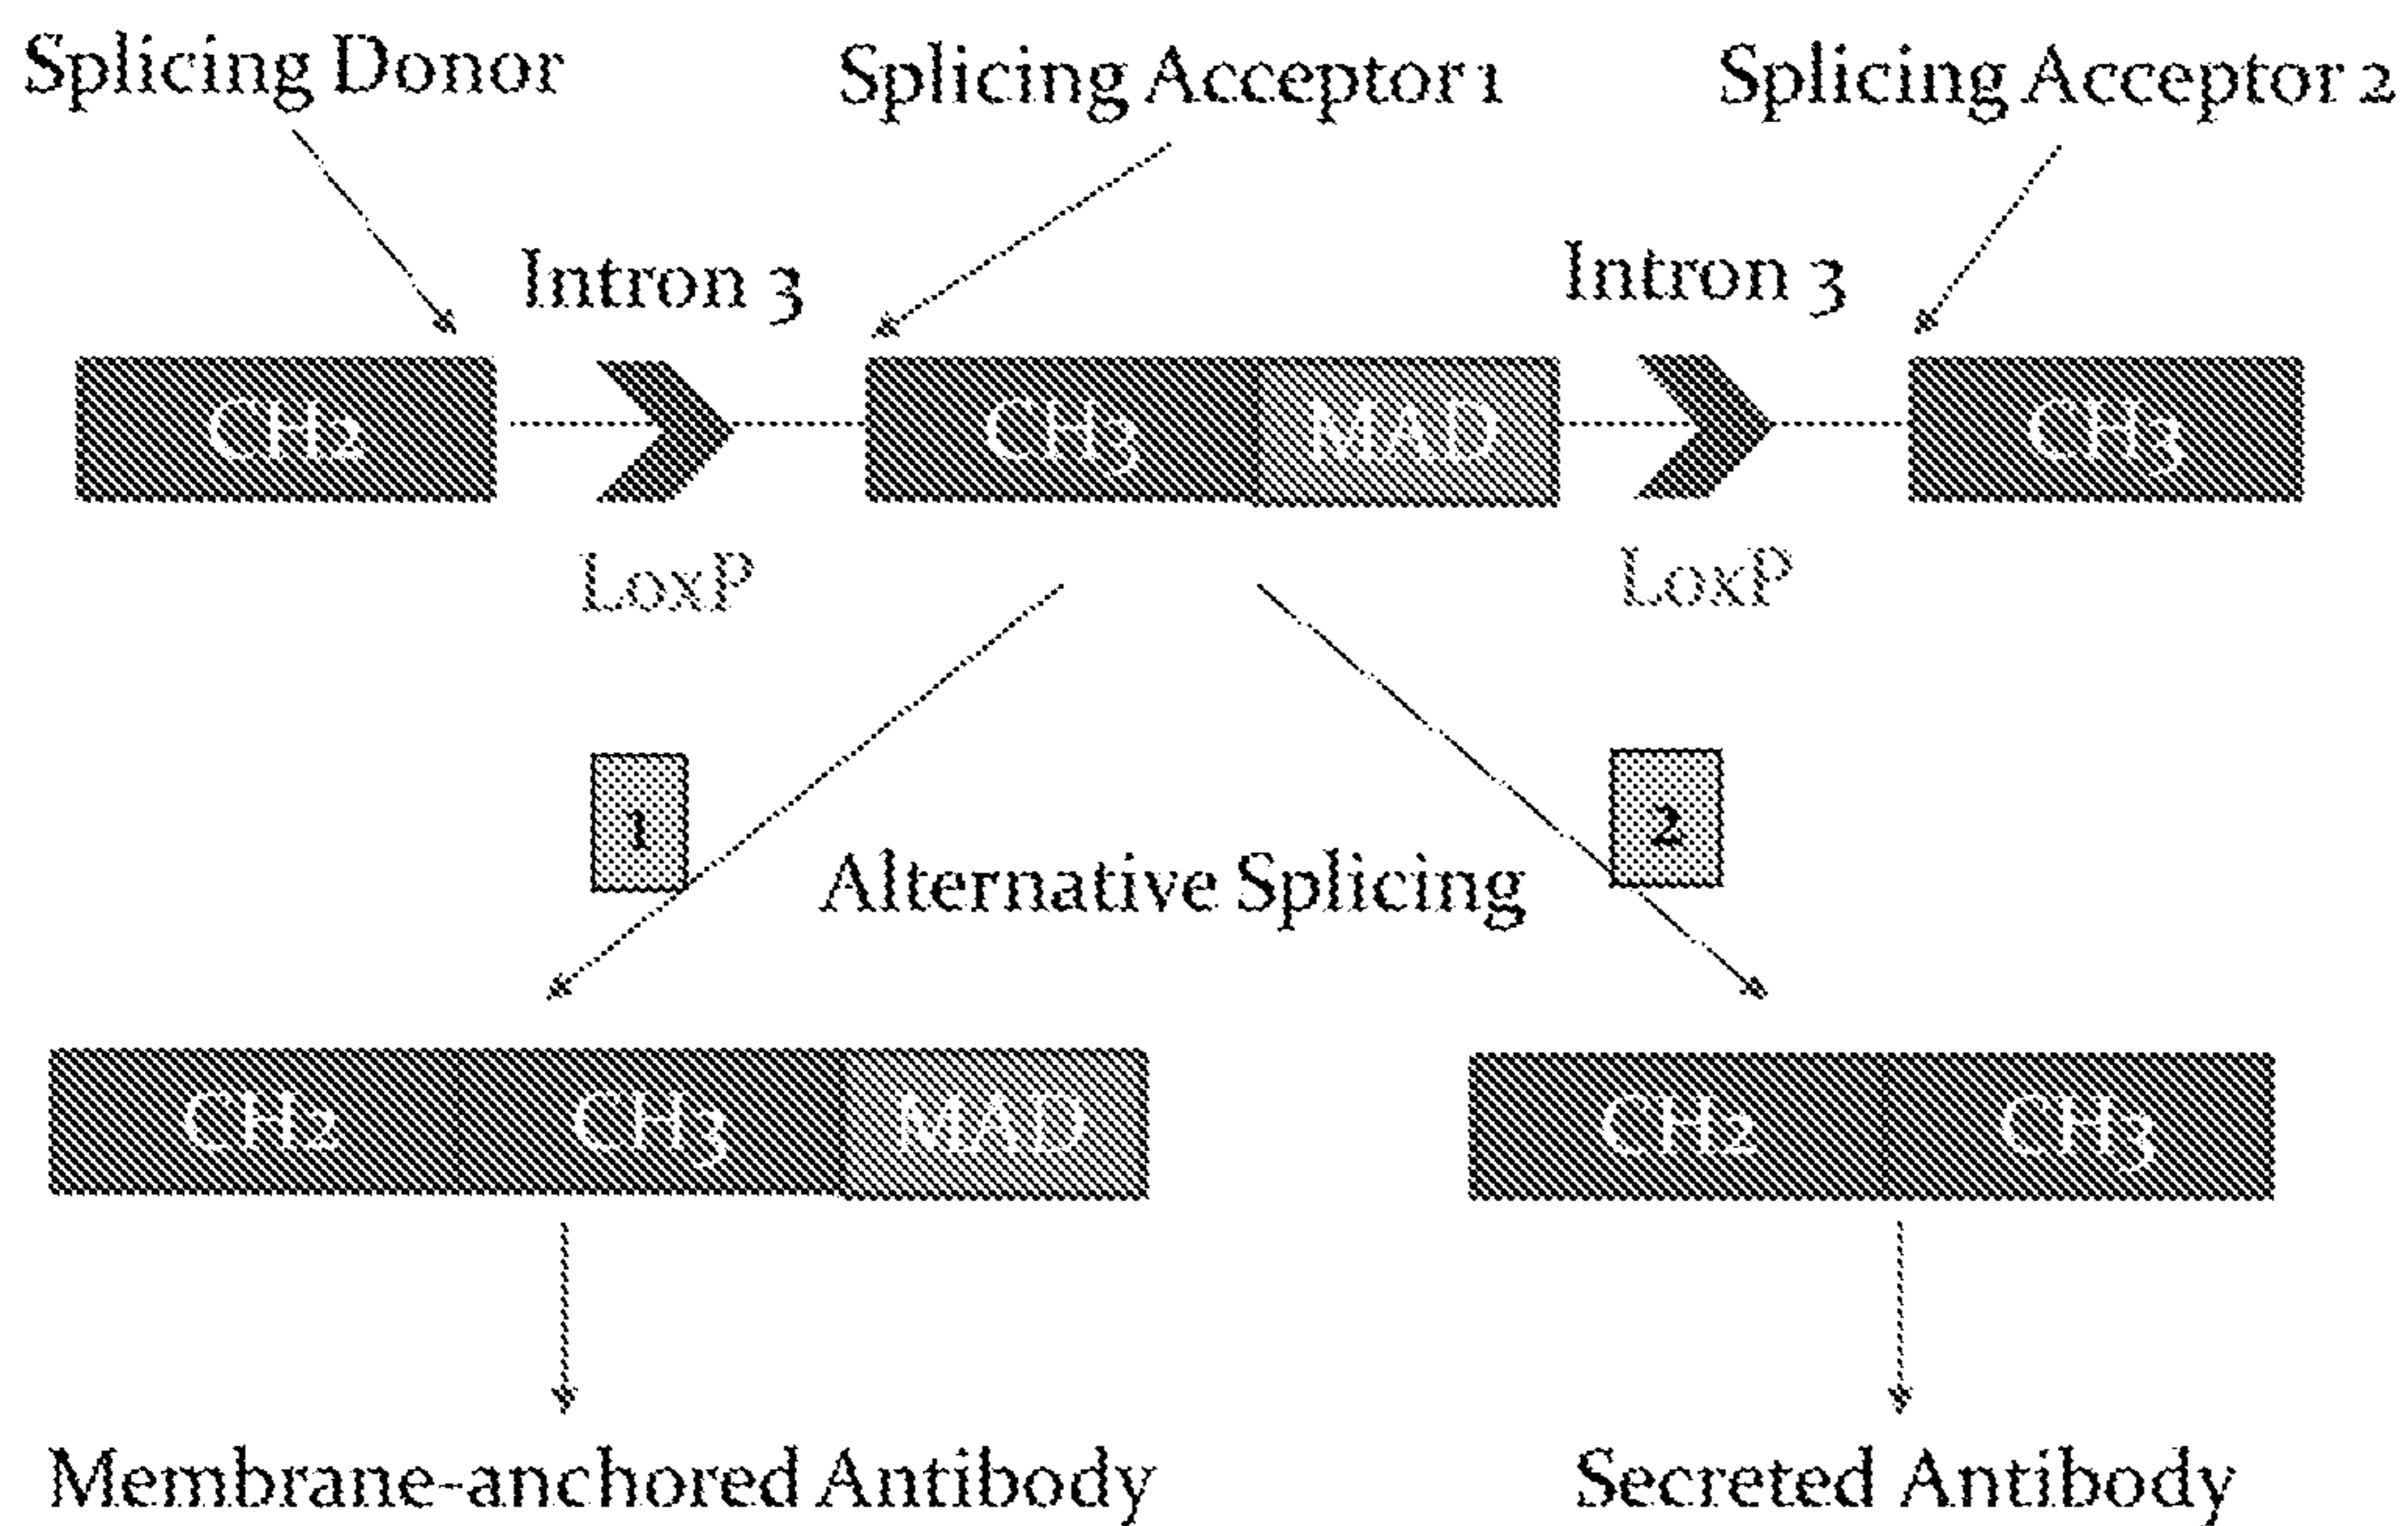 Splicing Donor
Splicing Acceptor 1
Splicing Acceptor 2
Intron 3
Intron 3
CH2
CH3
MAD
CH3
LoxP
LoxP
1
2
Alternative Splicing
CH2
CH3
MAD
CH2
CH3
Membrane-anchored Antibody
Secreted Antibody